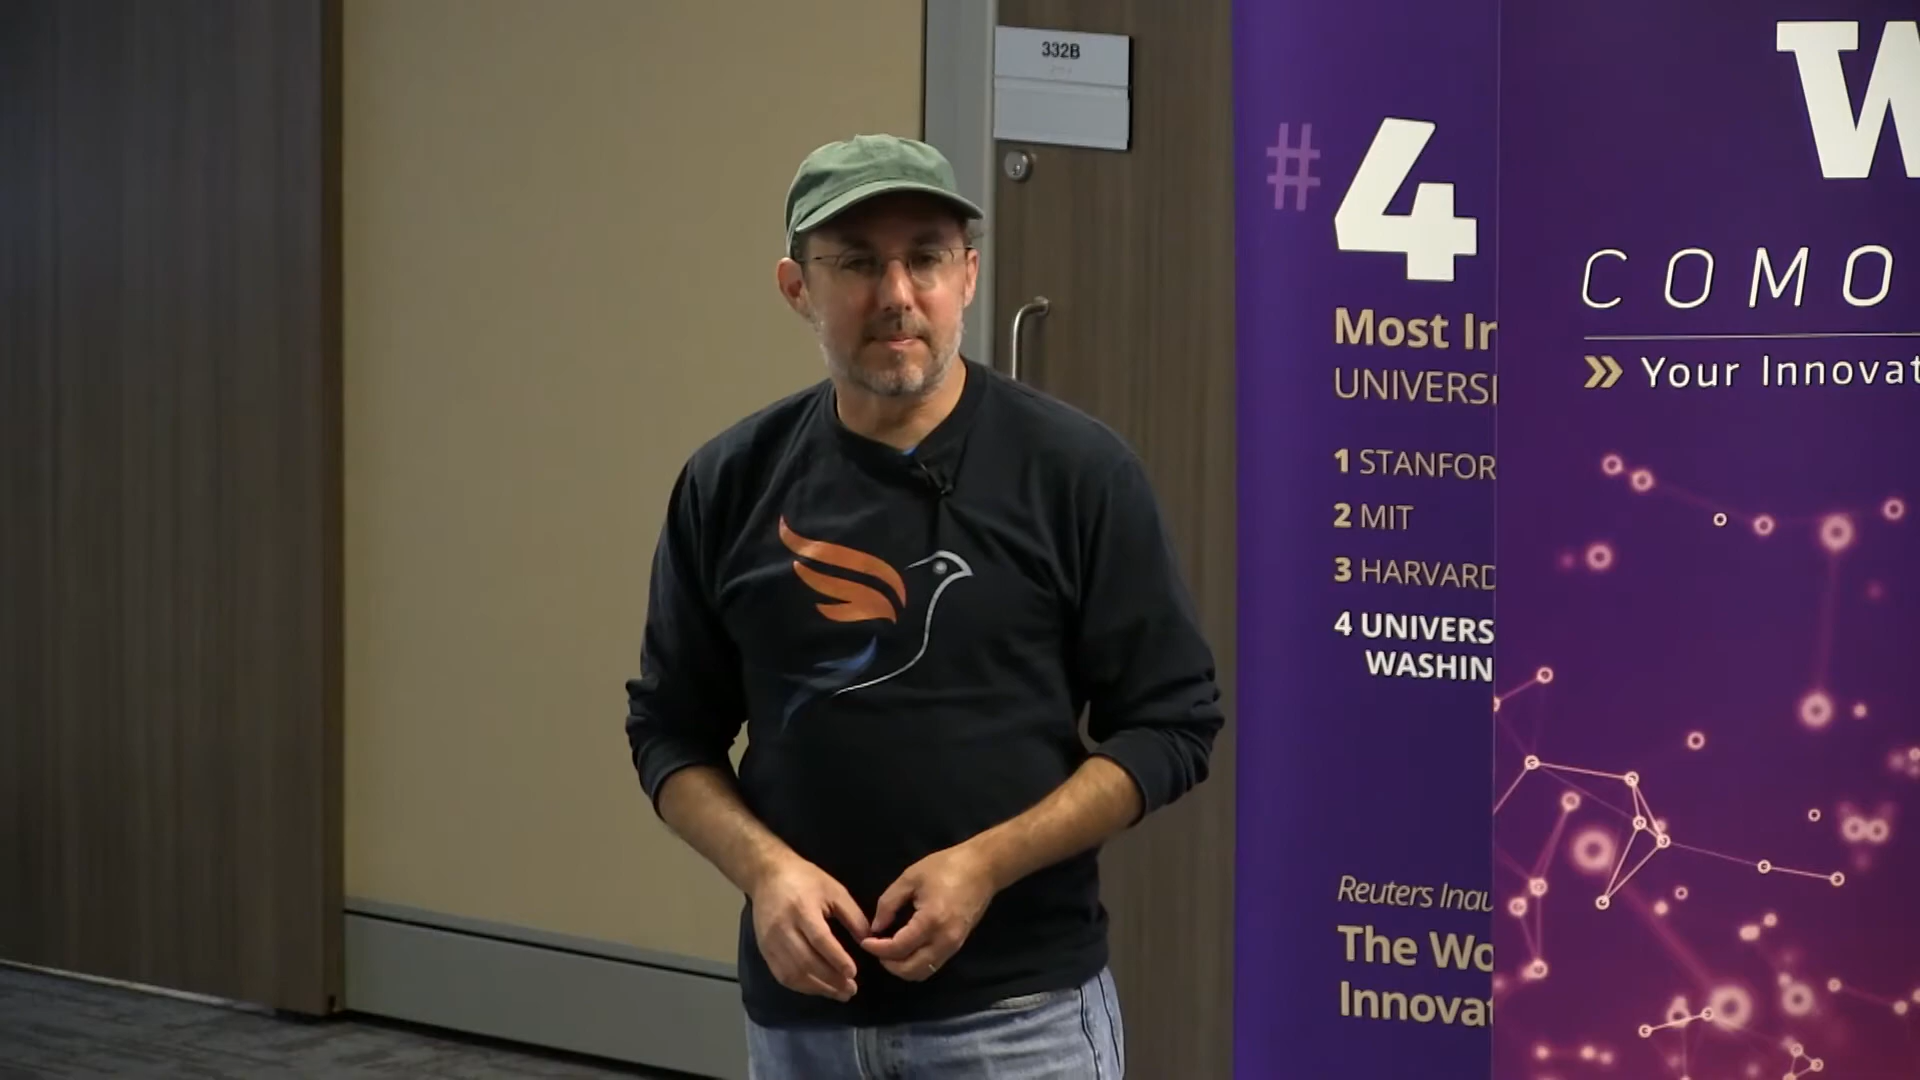 332B
#4
Most In
UNIVERSI
1 STANFOR
2 MIT
3 HARVARD
4 UNIVERS
WASHIN
Reuters Inau
The Wo
Innovat
W
COMO
» Your Innovat